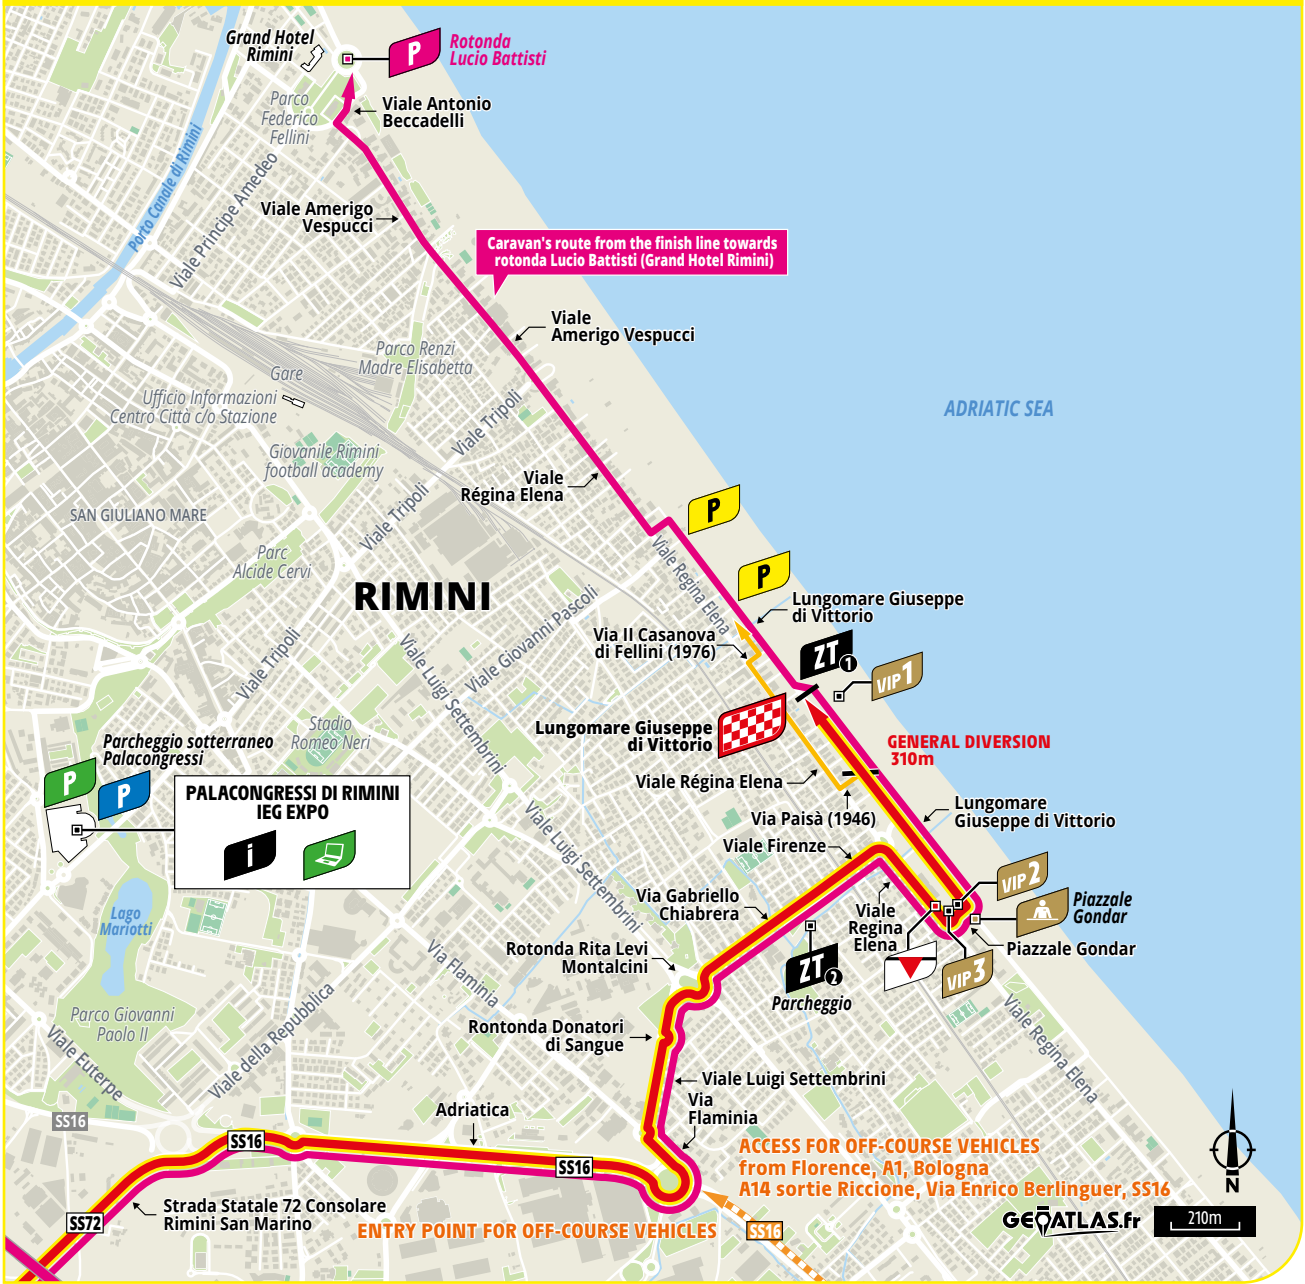 Grand Hotel
Rimini
P
Rotonda
Lucio Battisti
Parco
Federico
Fellini
Viale Antonio
Beccadelli
Porto Canale di Rimini
Viale Principe Amedeo
Viale Amerigo
Vespucci
Caravan's route from the finish line towards
rotonda Lucio Battisti (Grand Hotel Rimini)
Viale
Amerigo Vespucci
Parco Renzi
Madre Elisabetta
Gare
Ufficio Informazioni
Centro Città c/o Stazione
ADRIATIC SEA
Viale Tripoli
Giovanile Rimini
football academy
Viale
Régina Elena
SAN GIULIANO MARE
Viale Tripoli
P
Parc
Alcide Cervi
Viale Regina Elena
P
RIMINI
Lungomare Giuseppe
di Vittorio
Viale Giovanni Pascoli
Via Il Casanova
di Fellini (1976)
ZT 1
Viale Tripoli
Viale Luigi Settembrini
VIP 1
Lungomare Giuseppe
di Vittorio
Stadio
Romeo Neri
GENERAL DIVERSION
310m
Parcheggio sotterraneo
Palacongressi
P
P
PALACONGRESSI DI RIMINI
IEG EXPO
i
Viale Régina Elena
Via Paisà (1946)
Lungomare
Giuseppe di Vittorio
Viale Luigi Settembrini
Viale Firenze
VIP 2
Via Gabriello
Chiabrera
Viale
Regina
Elena
Piazzale
Gondar
Lago
Mariotti
Piazzale Gondar
Rotonda Rita Levi
Montalcini
ZT 2
Parcheggio
VIP 3
Via Flaminia
Parco Giovanni
Paolo II
Viale della Repubblica
Rontonda Donatori
di Sangue
Viale Regina Elena
Viale Euterpe
Viale Luigi Settembrini
Via
Flaminia
SS16
Adriatica
SS16
SS16
ACCESS FOR OFF-COURSE VEHICLES
from Florence, A1, Bologna
A14 sortie Riccione, Via Enrico Berlinguer, SS16
N
Strada Statale 72 Consolare
Rimini San Marino
SS72
ENTRY POINT FOR OFF-COURSE VEHICLES
SS16
GEOATLAS.fr
210m